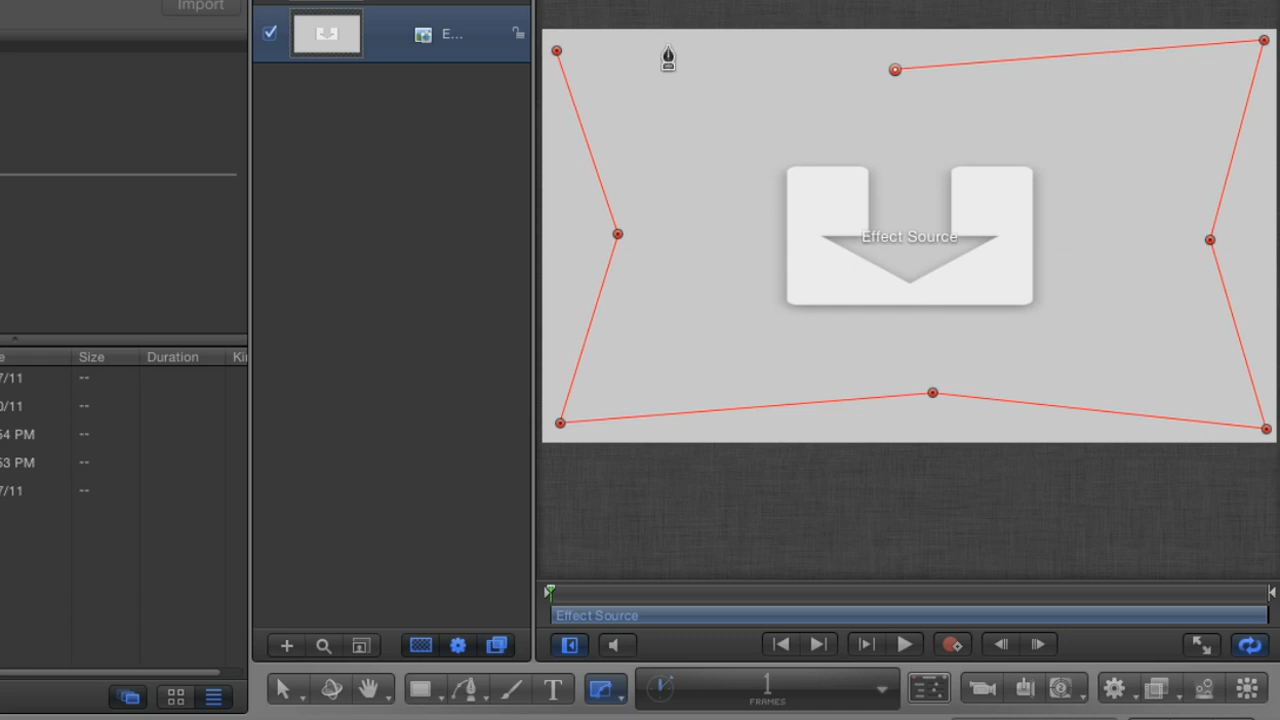 Import
E...
Effect Source
e
Size
Duration
Kin
7/11
--
0/11
--
54 PM
--
53 PM
--
7/11
--
Effect Source
T
1
FRAMES